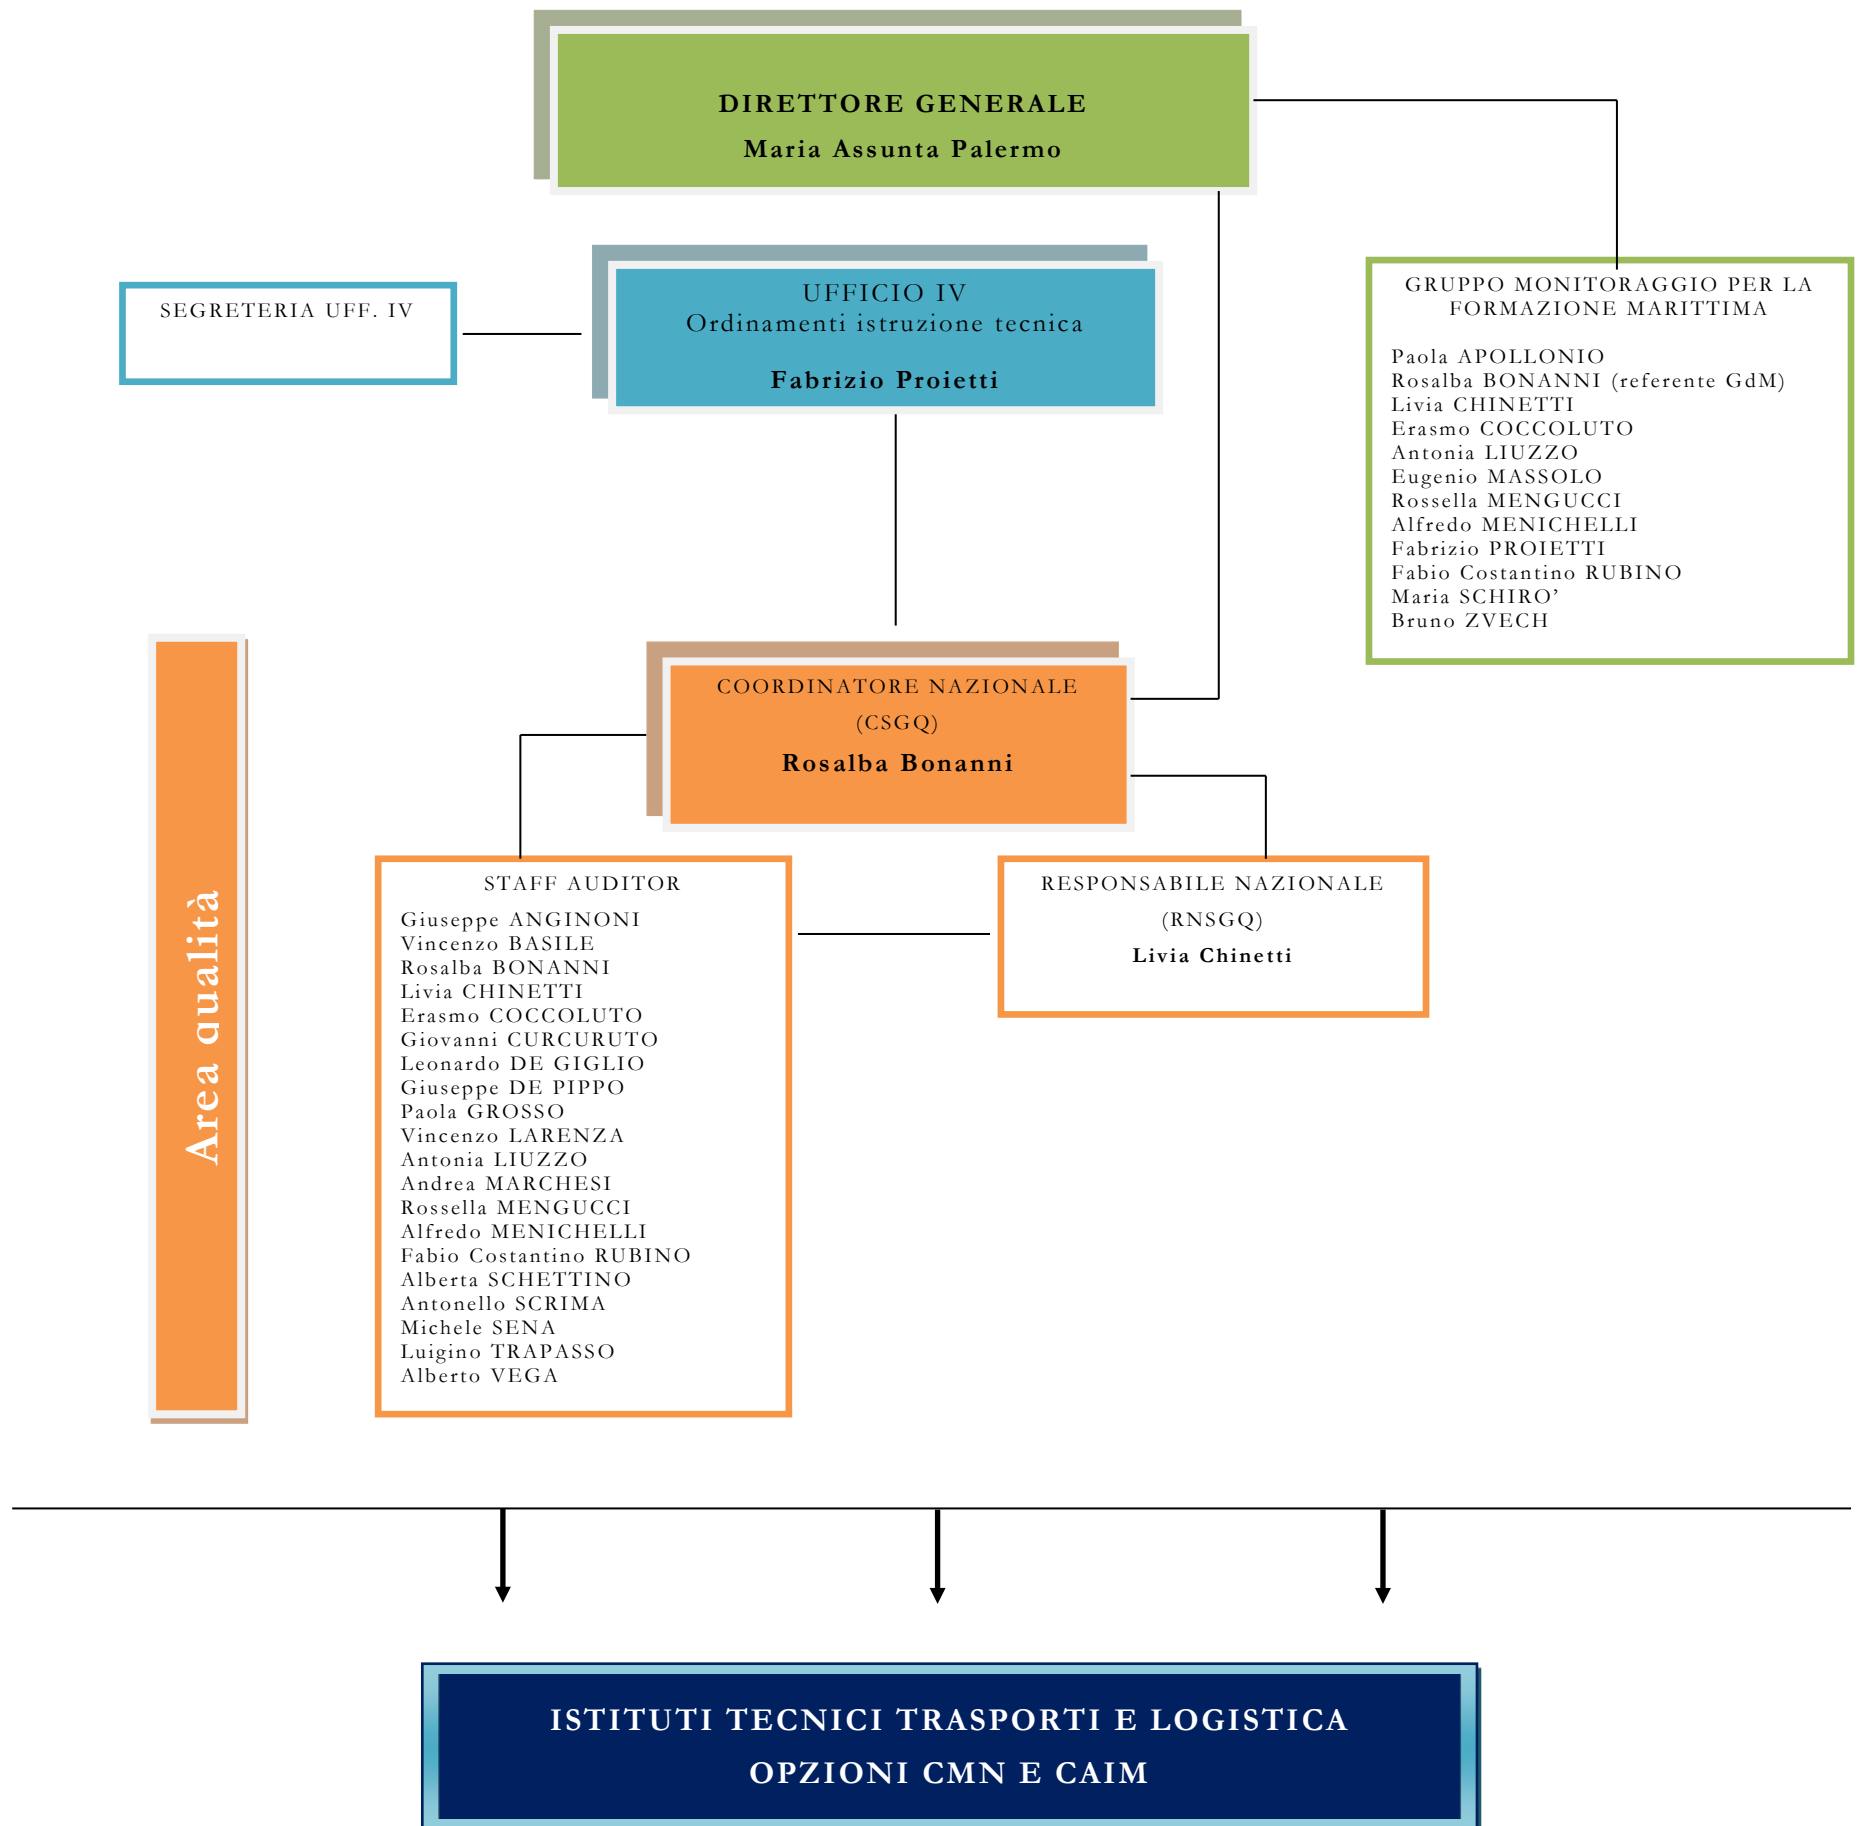 DIRETTORE GENERALE
Maria Assunta Palermo
SEGRETERIA UFF. IV
UFFICIO IV
Ordinamenti istruzione tecnica
Fabrizio Proietti
GRUPPO MONITORAGGIO PER LA
FORMAZIONE MARITTIMA
Paola APOLLONIO
Rosalba BONANNI (referente GdM)
Livia CHINETTI
Erasmo COCCOLUTO
Antonia LIUZZO
Eugenio MASSOLO
Rossella MENGUCCI
Alfredo MENICHELLI
Fabrizio PROIETTI
Fabio Costantino RUBINO
Maria SCHIRO’
Bruno ZVECH
Area qualità
COORDINATORE NAZIONALE
(CSGQ)
Rosalba Bonanni
STAFF AUDITOR
Giuseppe ANGINONI
Vincenzo BASILE
Rosalba BONANNI
Livia CHINETTI
Erasmo COCCOLUTO
Giovanni CURCURUTO
Leonardo DE GIGLIO
Giuseppe DE PIPPO
Paola GROSSO
Vincenzo LARENZA
Antonia LIUZZO
Andrea MARCHESI
Rossella MENGUCCI
Alfredo MENICHELLI
Fabio Costantino RUBINO
Alberta SCHETTINO
Antonello SCRIMA
Michele SENA
Luigino TRAPASSO
Alberto VEGA
RESPONSABILE NAZIONALE
(RNSGQ)
Livia Chinetti
ISTITUTI TECNICI TRASPORTI E LOGISTICA
OPZIONI CMN E CAIM